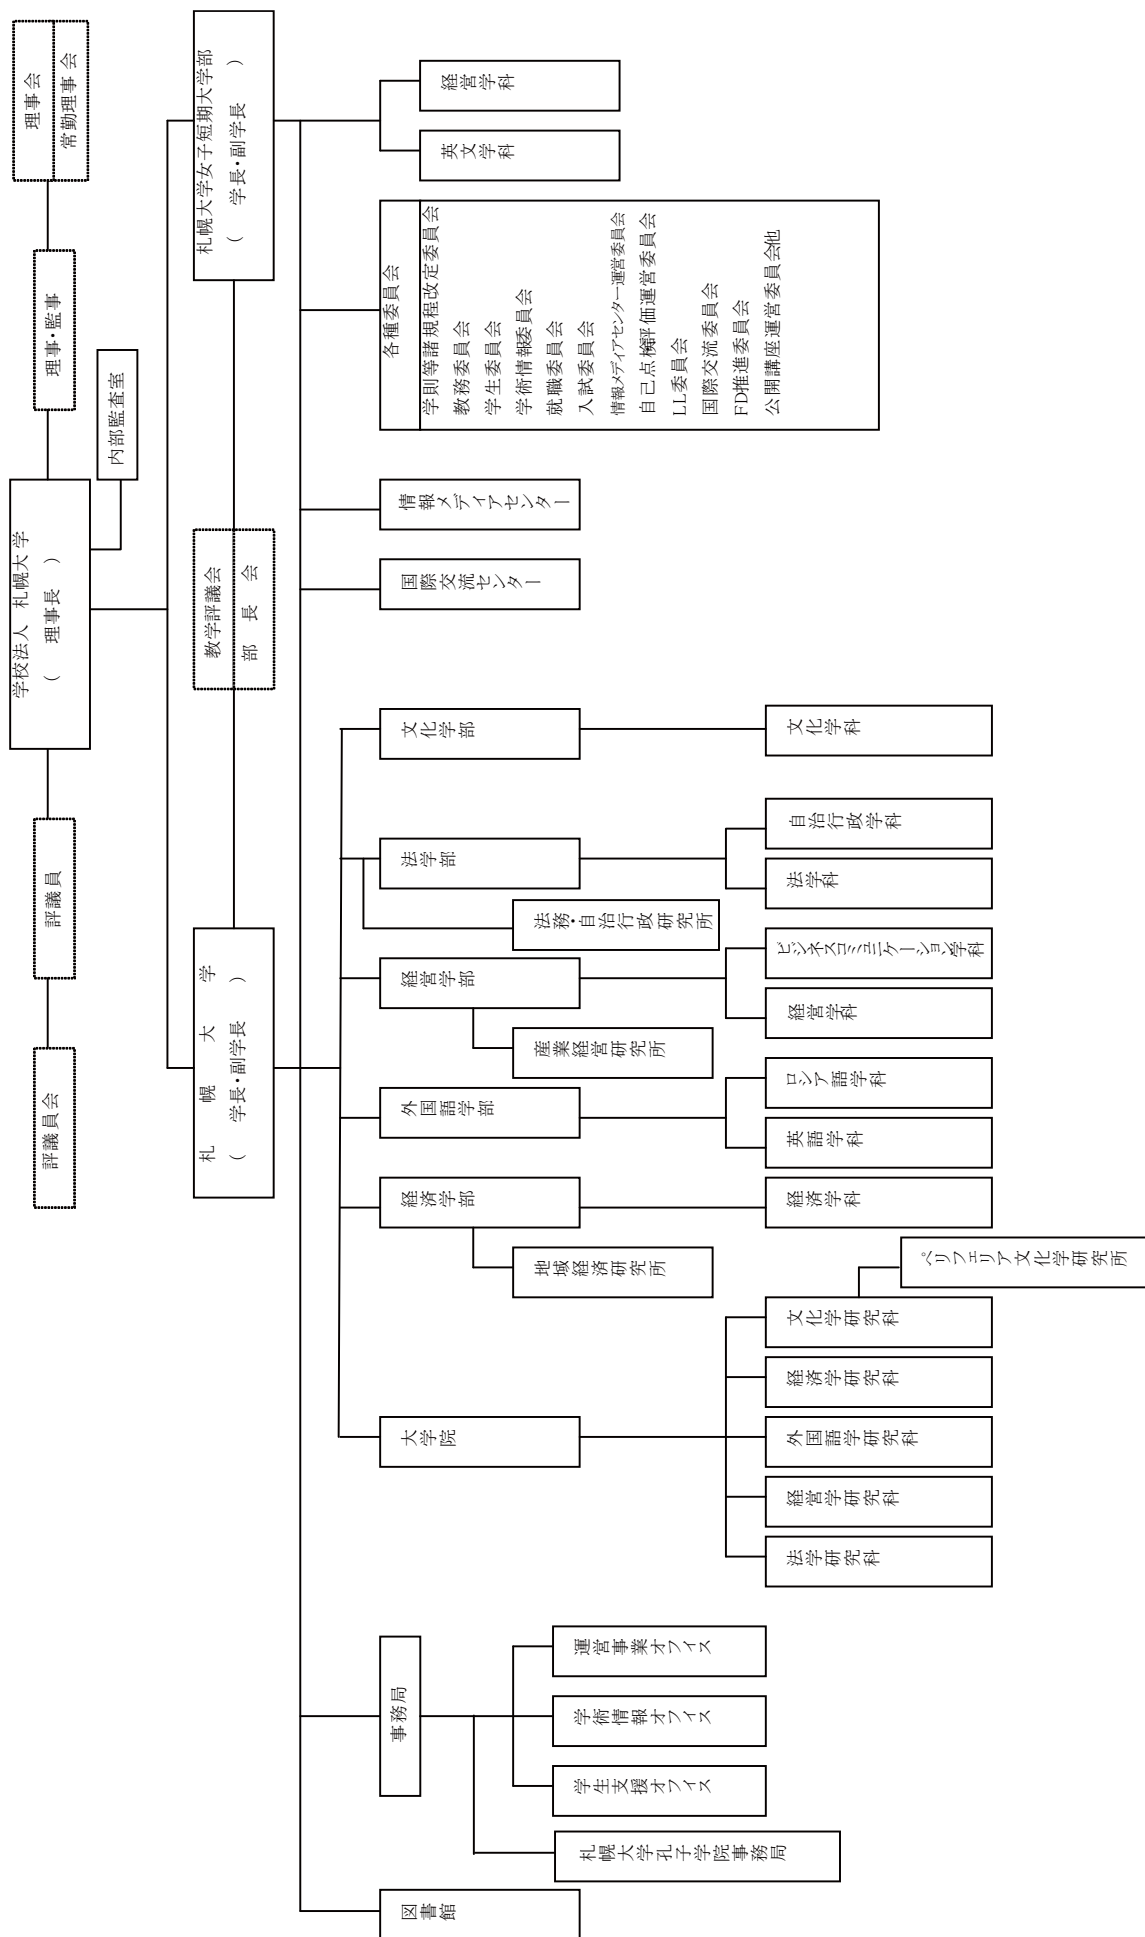 評議員会
評議員
学校法人 札幌大学
（ 理事長 ）
理事・監事
理事会
常勤理事会
内部監査室
札幌大学
（ 学長・副学長 ）
教学評議会
部長会
札幌大学女子短期大学部
（ 学長・副学長 ）
図書館
事務局
札幌大学孔子学院事務局
学生支援オフィス
学術情報オフィス
運営事業オフィス
大学院
法学研究科
経営学研究科
外国語学研究科
経済学研究科
文化学研究科
ペリフェリア文化学研究所
経済学部
地域経済研究所
経済学科
外国語学部
英語学科
ロシア語学科
経営学部
産業経営研究所
経営学科
ビジネスコミュニケーション学科
法学部
法務・自治行政研究所
法学科
自治行政学科
文化学部
文化学科
国際交流センター
情報メディアセンター
各種委員会
学則等諸規程改定委員会
教務委員会
学生委員会
学術情報委員会
就職委員会
入試委員会
情報メディアセンター運営委員会
自己点検評価運営委員会
LL委員会
国際交流委員会
FD推進委員会
公開講座運営委員会他
英文学科
経営学科